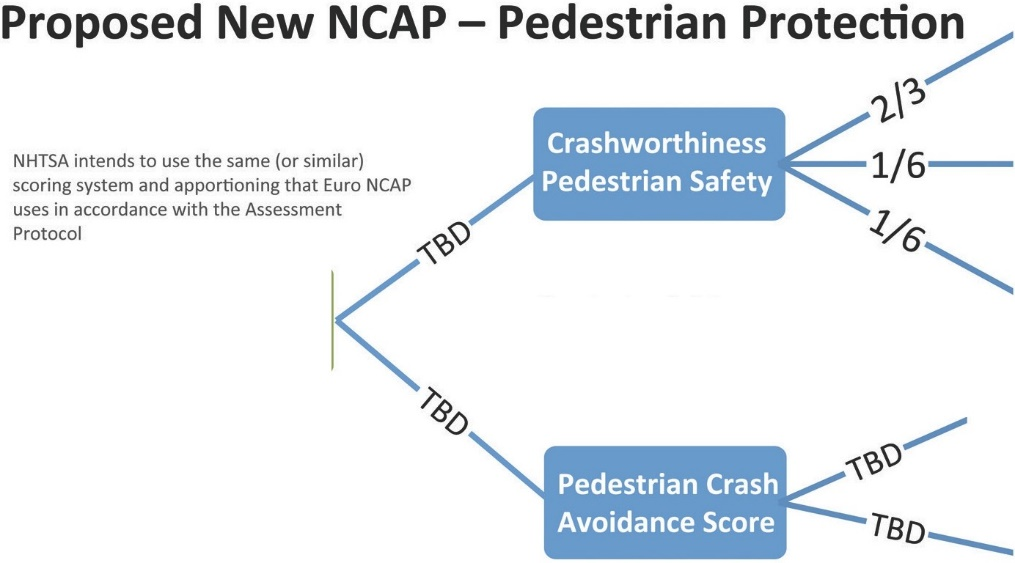 Proposed New NCAP – Pedestrian Protection
NHTSA intends to use the same (or similar)
scoring system and apportioning that Euro NCAP
uses in accordance with the Assessment
Protocol
Crashworthiness
Pedestrian Safety
2/3
1/6
1/6
TBD
TBD
Pedestrian Crash
Avoidance Score
TBD
TBD